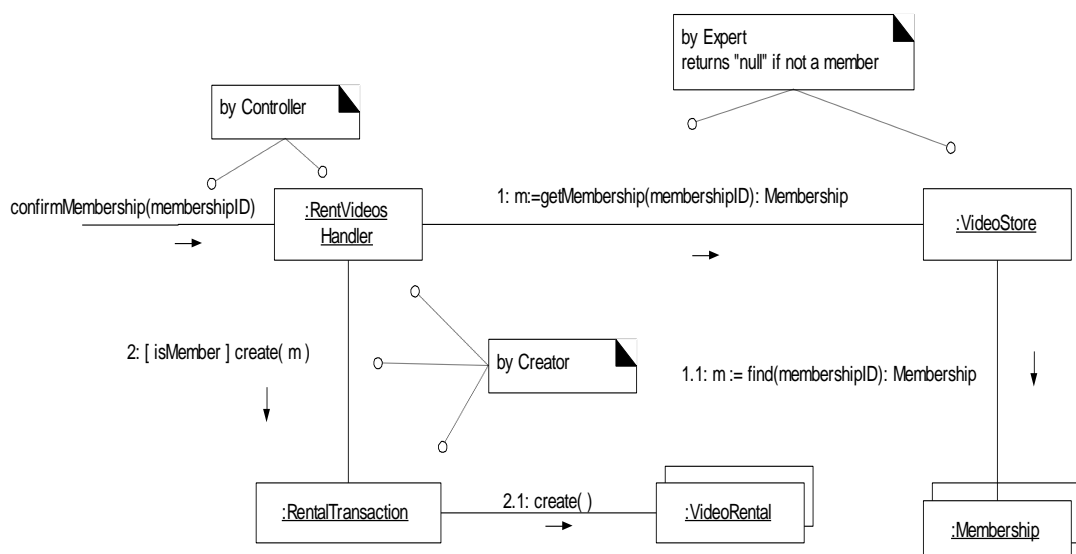 by Expert
returns "null" if not a member
by Controller
confirmMembership(membershipID)
:RentVideos
Handler
1: m:=getMembership(membershipID): Membership
:VideoStore
2: [ isMember ] create( m )
by Creator
1.1: m := find(membershipID): Membership
:RentalTransaction
2.1: create( )
:VideoRental
:Membership